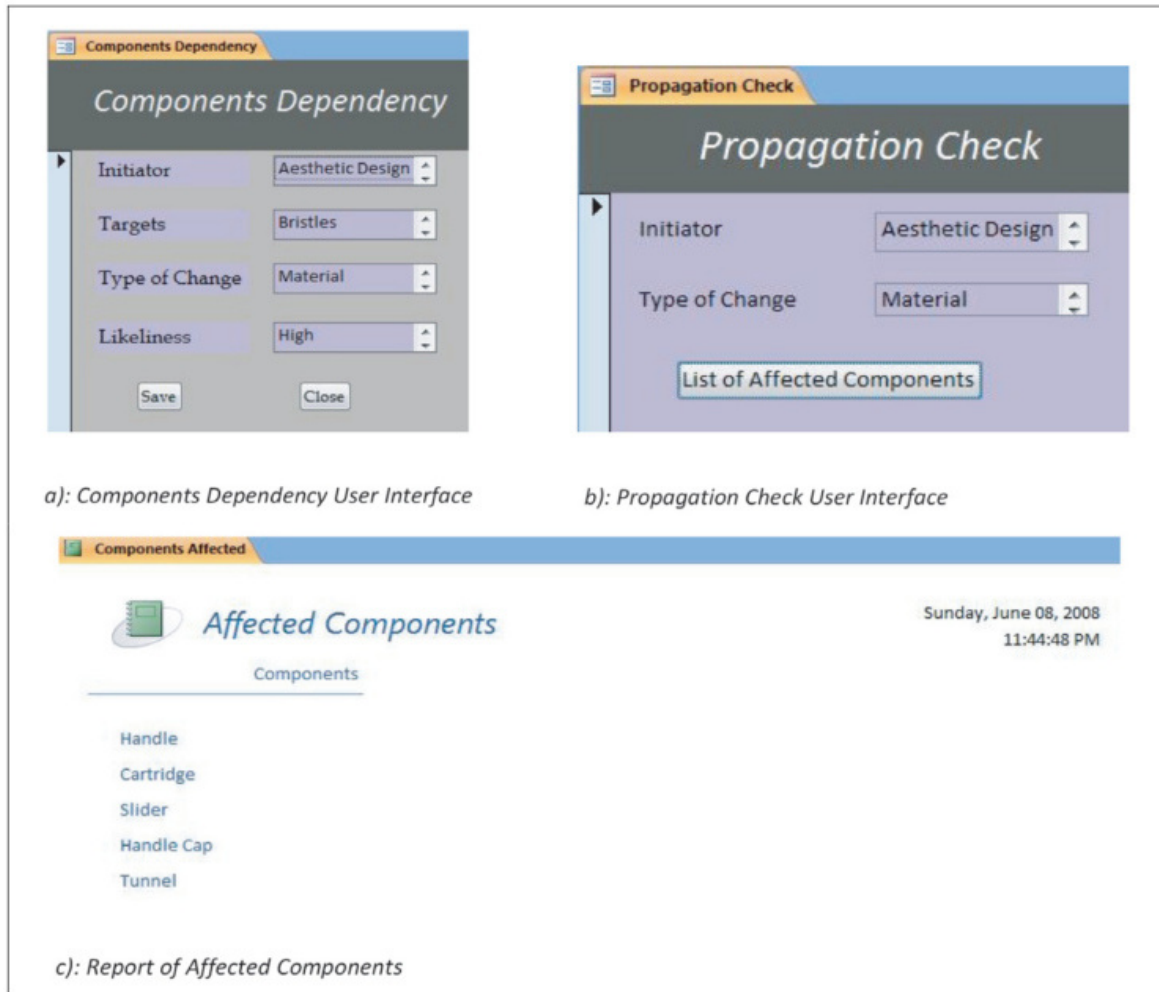 Components Dependency
Components Dependency
Initiator Aesthetic Design
Targets Bristles
Type of Change Material
Likeliness High
Save Close
a): Components Dependency User Interface
Propagation Check
Propagation Check
Initiator Aesthetic Design
Type of Change Material
List of Affected Components
b): Propagation Check User Interface
Components Affected
Affected Components
Sunday, June 08, 2008
11:44:48 PM
Components
Handle
Cartridge
Slider
Handle Cap
Tunnel
c): Report of Affected Components